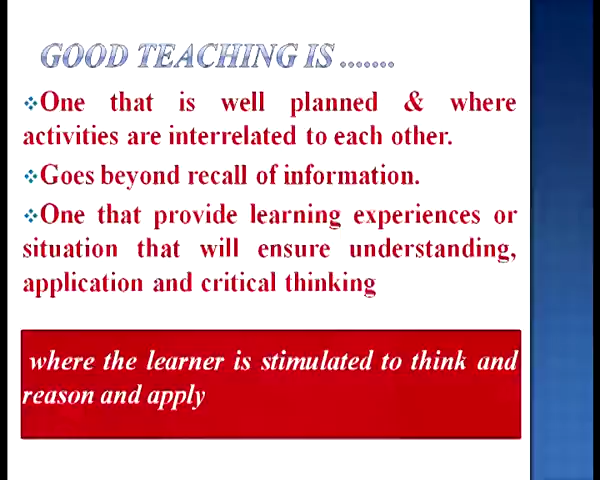 GOOD TEACHING IS .......
❖One that is well planned & where
activities are interrelated to each other.
❖Goes beyond recall of information.
❖One that provide learning experiences or
situation that will ensure understanding,
application and critical thinking
where the learner is stimulated to think and
reason and apply